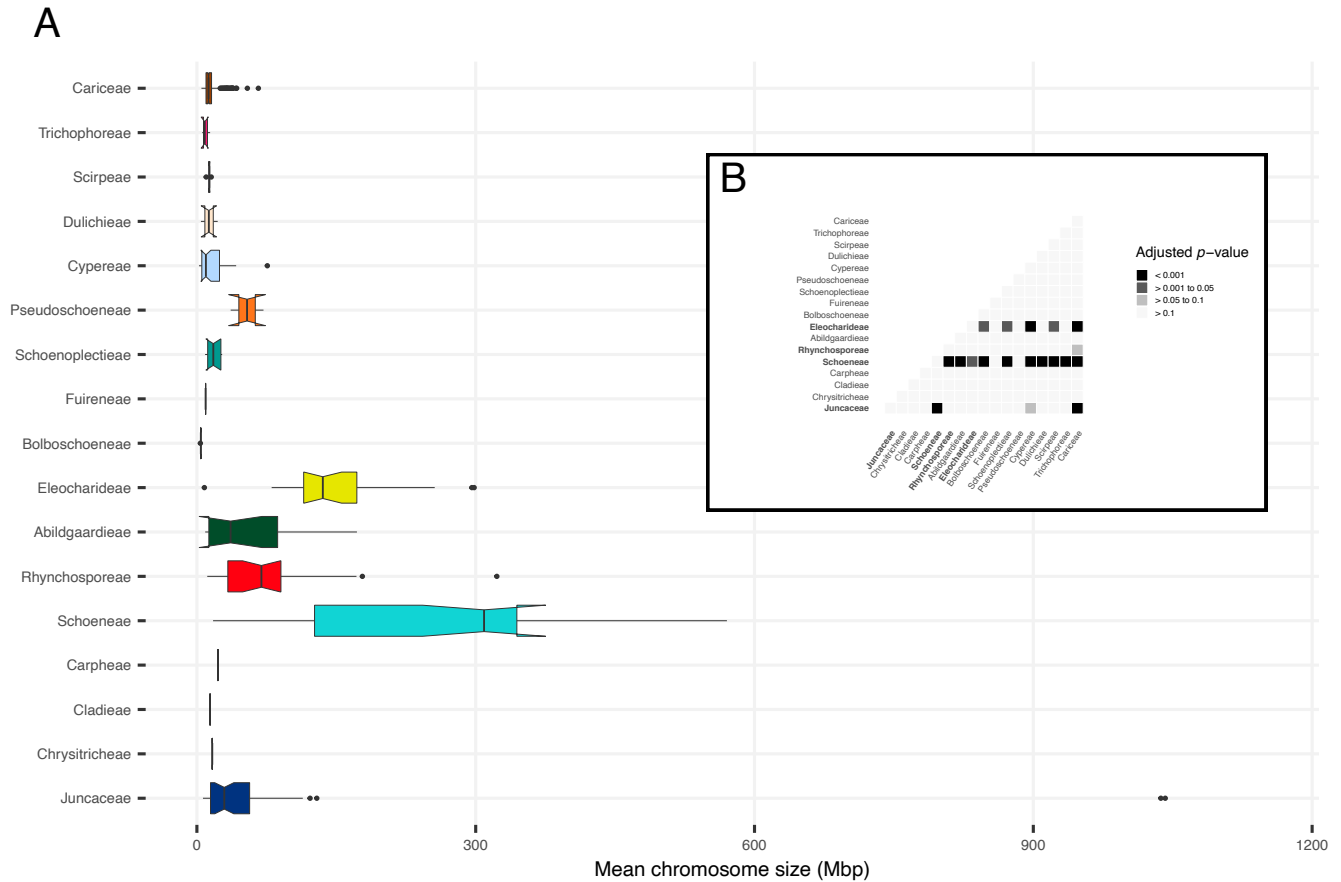 A
Cariceae
Trichophoreae
Scirpeae
Dulichieae
Cypereae
Pseudoschoeneae
Schoenoplectieae
Fuireneae
Bolboschoeneae
Eleocharideae
Abildgaardieae
Rhynchosporeae
Schoeneae
Carpheae
Cladieae
Chrysitricheae
Juncaceae
0
300
600
900
1200
Mean chromosome size (Mbp)
B
Cariceae
Trichophoreae
Scirpeae
Dulichieae
Cypereae
Pseudoschoeneae
Schoenoplectieae
Fuireneae
Bolboschoeneae
Eleocharideae
Abildgaardieae
Rhynchosporeae
Schoeneae
Carpheae
Cladieae
Chrysitricheae
Juncaceae
Juncaceae
Chrysitricheae
Cladieae
Carpheae
Schoeneae
Rhynchosporeae
Abildgaardieae
Eleocharideae
Bolboschoeneae
Fuireneae
Schoenoplectieae
Pseudoschoeneae
Cypereae
Dulichieae
Scirpeae
Trichophoreae
Cariceae
Adjusted p−value
< 0.001
> 0.001 to 0.05
> 0.05 to 0.1
> 0.1